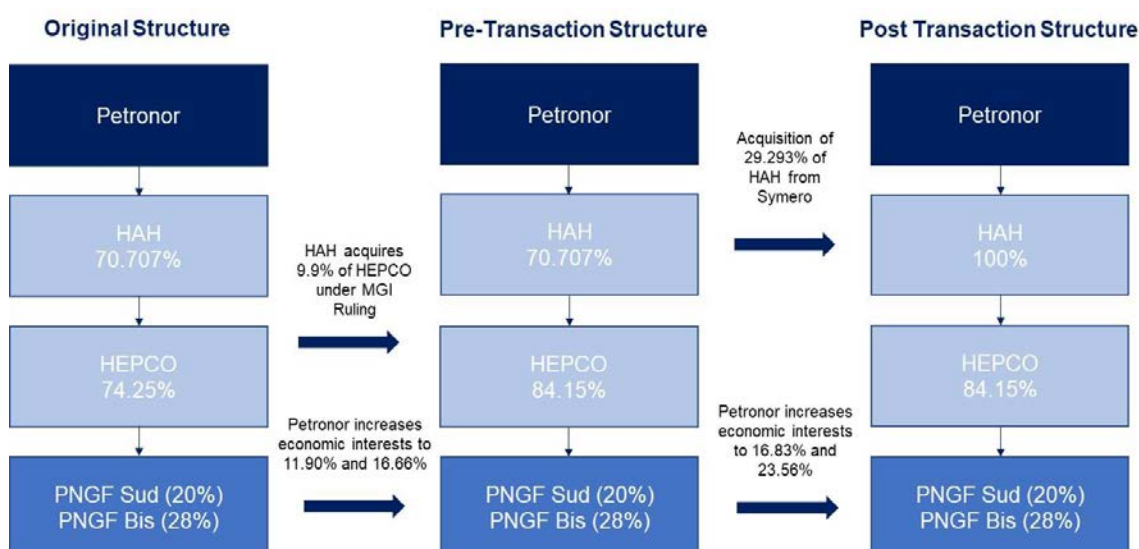 Original Structure
Pre-Transaction Structure
Post Transaction Structure
Petronor
Petronor
Acquisition of
29.293% of
HAH from
Symero
Petronor
HAH
70.707%
HAH acquires
9.9% of HEPCO
under MGI
Ruling
HAH
70.707%
HAH
100%
HEPCO
74.25%
HEPCO
84.15%
HEPCO
84.15%
Petronor increases
economic interests to
11.90% and 16.66%
Petronor increases
economic interests
to 16.83% and
23.56%
PNGF Sud (20%)
PNGF Bis (28%)
PNGF Sud (20%)
PNGF Bis (28%)
PNGF Sud (20%)
PNGF Bis (28%)